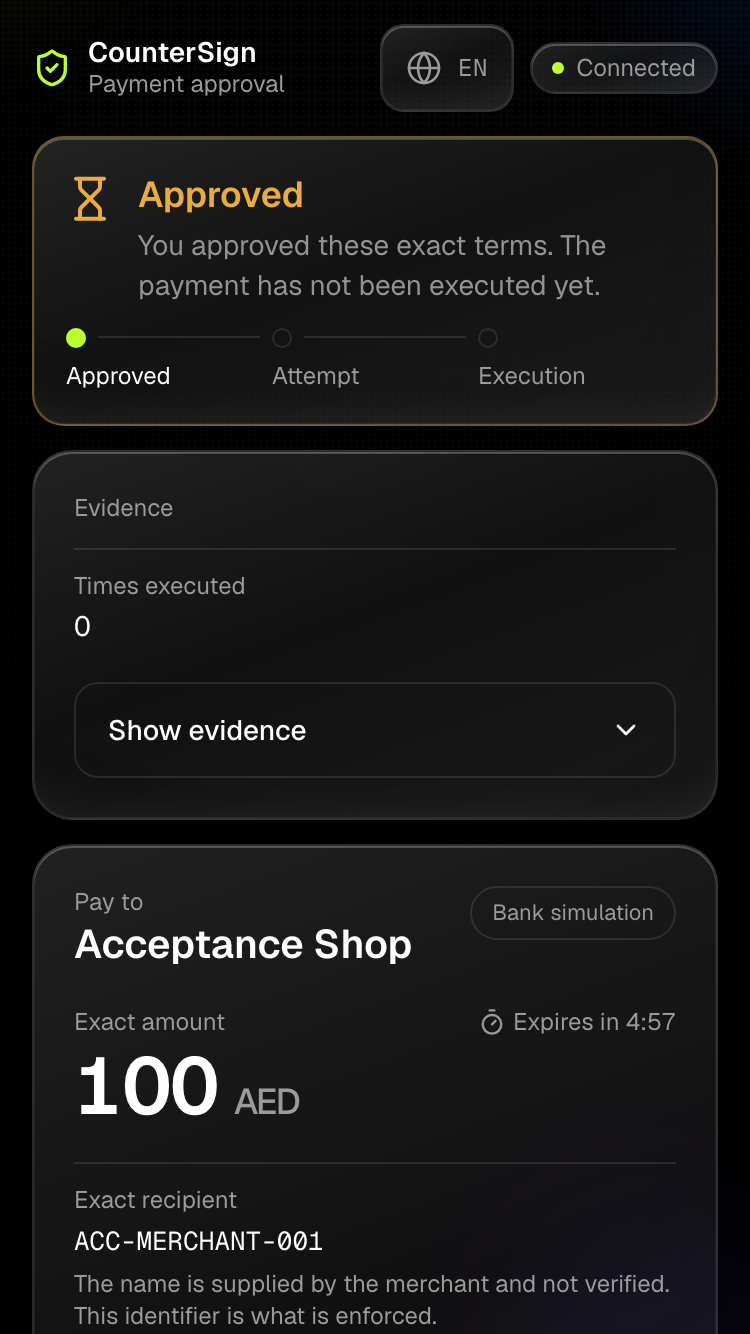 CounterSign
Payment approval
EN
Connected
Approved
You approved these exact terms. The
payment has not been executed yet.
Approved
Attempt
Execution
Evidence
Times executed
0
Show evidence
Pay to
Bank simulation
Acceptance Shop
Exact amount
Expires in 4:57
100 AED
Exact recipient
ACC-MERCHANT-001
The name is supplied by the merchant and not verified.
This identifier is what is enforced.